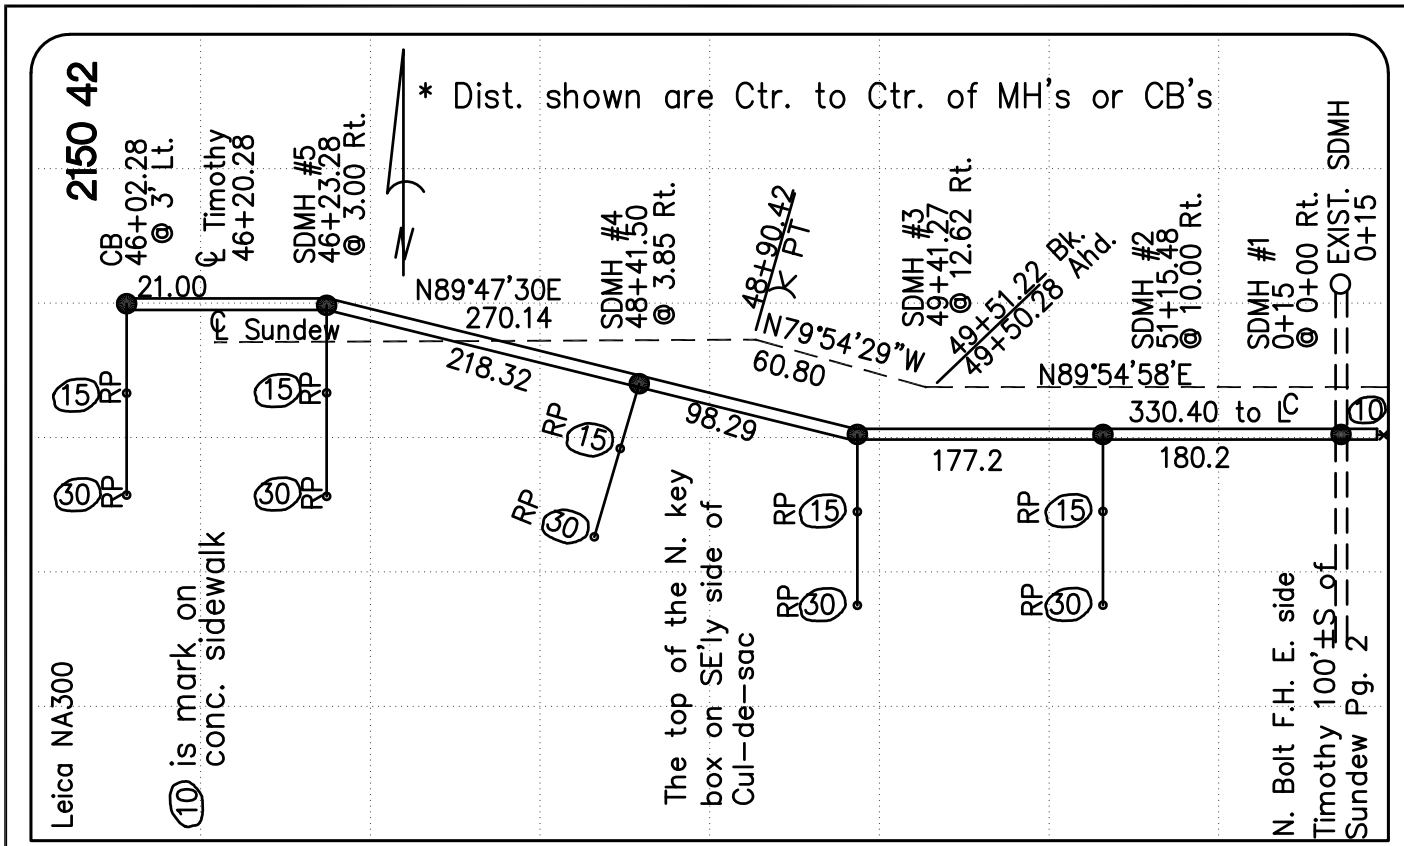 2150 42
* Dist. shown are Ctr. to Ctr. of MH's or CB's
CB
46+02.28
@ 3' Lt.
℄ Timothy
46+20.28
SDMH #5
46+23.28
@ 3.00 Rt.
N
SDMH #4
48+41.50
@ 3.85 Rt.
48+90.42
PT
SDMH #3
49+41.27
@ 12.62 Rt.
49+51.22 Bk.
49+50.28 Ahd.
SDMH #2
51+15.48
@ 10.00 Rt.
SDMH #1
0+15
@ 0+00 Rt.
EXIST. SDMH
0+15
21.00
N89°47'30E
270.14
℄ Sundew
218.32
N79°54'29"W
60.80
N89°54'58'E
98.29
330.40 to L C
10
177.2
180.2
15 RP
15 RP
RP 15
RP 15
RP 15
30 RP
30 RP
RP 30
RP 30
RP 30
Leica NA300
10 is mark on
conc. sidewalk
The top of the N. key
box on SE'ly side of
Cul-de-sac
N. Bolt F.H. E. side
Timothy 100'±S of
Sundew Pg. 2